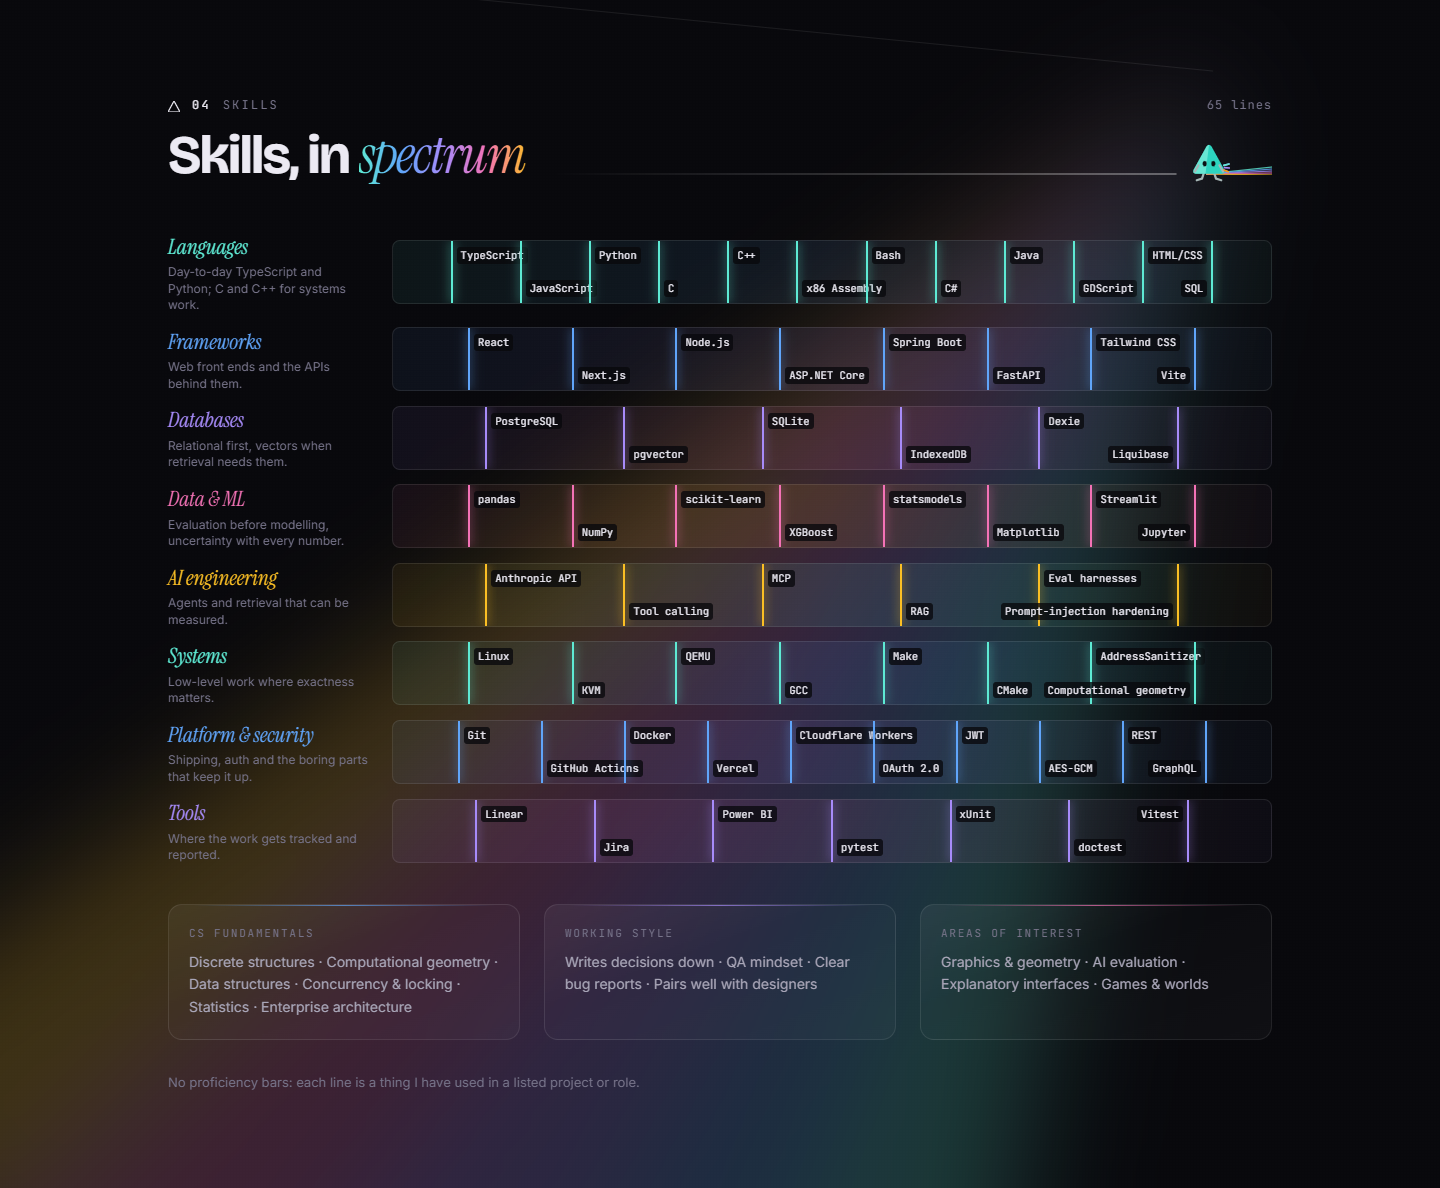 04 SKILLS
65 lines
Skills, in spectrum
Languages
Day-to-day TypeScript and
Python; C and C++ for systems
work.
TypeScript Python C++ Bash Java HTML/CSS
JavaScript C x86 Assembly C# GDScript SQL
Frameworks
Web front ends and the APIs
behind them.
React Node.js Spring Boot Tailwind CSS
Next.js ASP.NET Core FastAPI Vite
Databases
Relational first, vectors when
retrieval needs them.
PostgreSQL SQLite Dexie
pgvector IndexedDB Liquibase
Data & ML
Evaluation before modelling,
uncertainty with every number.
pandas scikit-learn statsmodels Streamlit
NumPy XGBoost Matplotlib Jupyter
AI engineering
Agents and retrieval that can be
measured.
Anthropic API MCP Eval harnesses
Tool calling RAG Prompt-injection hardening
Systems
Low-level work where exactness
matters.
Linux QEMU Make AddressSanitizer
KVM GCC CMake Computational geometry
Platform & security
Shipping, auth and the boring parts
that keep it up.
Git Docker Cloudflare Workers JWT REST
GitHub Actions Vercel OAuth 2.0 AES-GCM GraphQL
Tools
Where the work gets tracked and
reported.
Linear Power BI xUnit Vitest
Jira pytest doctest
CS FUNDAMENTALS
Discrete structures · Computational geometry ·
Data structures · Concurrency & locking ·
Statistics · Enterprise architecture
WORKING STYLE
Writes decisions down · QA mindset · Clear
bug reports · Pairs well with designers
AREAS OF INTEREST
Graphics & geometry · AI evaluation ·
Explanatory interfaces · Games & worlds
No proficiency bars: each line is a thing I have used in a listed project or role.